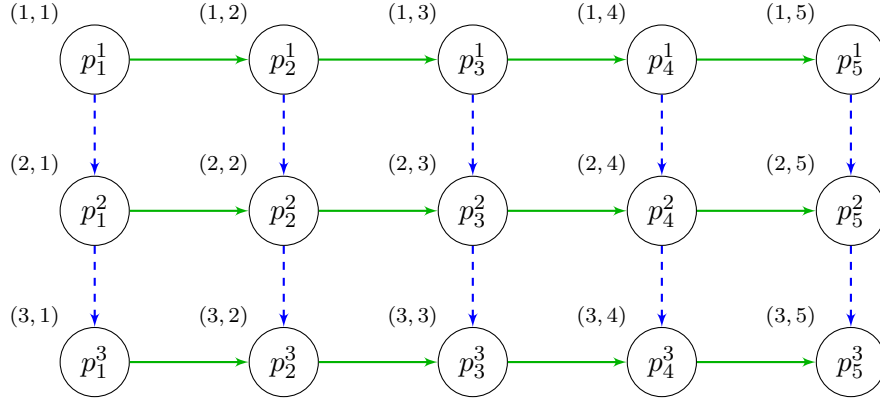 (1, 1) (1, 2) (1, 3) (1, 4) (1, 5)
p_1^1 p_2^1 p_3^1 p_4^1 p_5^1
(2, 1) (2, 2) (2, 3) (2, 4) (2, 5)
p_1^2 p_2^2 p_3^2 p_4^2 p_5^2
(3, 1) (3, 2) (3, 3) (3, 4) (3, 5)
p_1^3 p_2^3 p_3^3 p_4^3 p_5^3